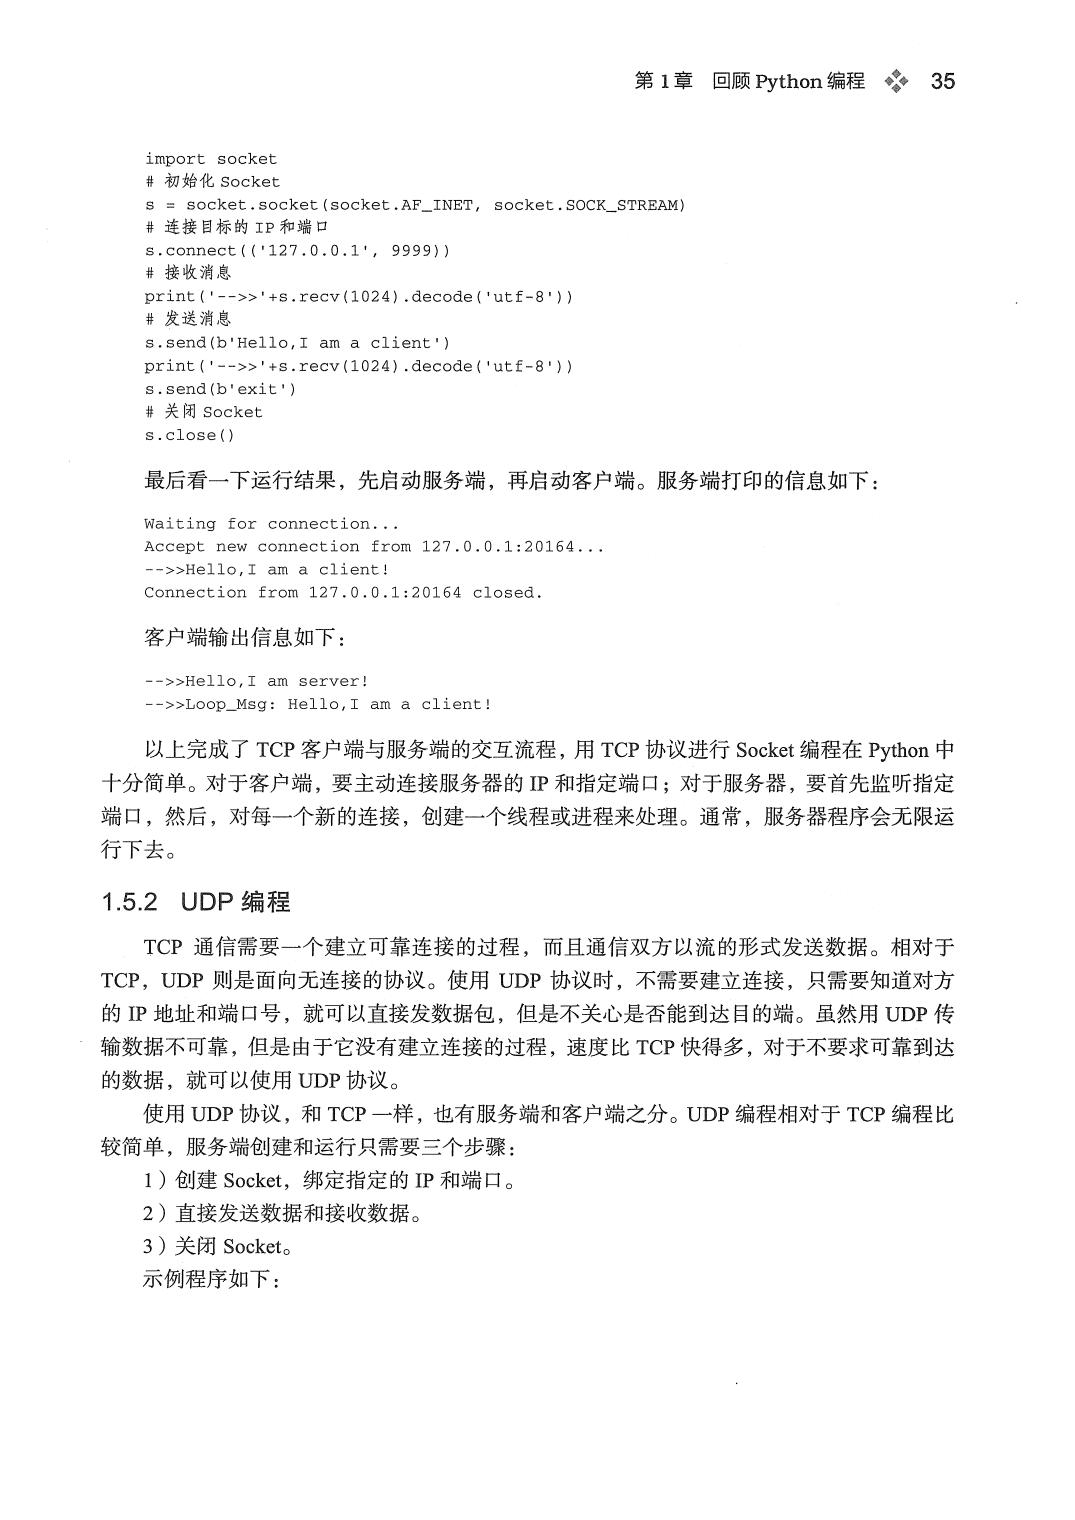 第 1 章 回顾 Python 编程 35
import socket
# 初始化 Socket
s = socket.socket(socket.AF_INET, socket.SOCK_STREAM)
# 连接目标的 IP 和端口
s.connect(('127.0.0.1', 9999))
# 接收消息
print('-->>'+s.recv(1024).decode('utf-8'))
# 发送消息
s.send(b'Hello,I am a client')
print('-->>'+s.recv(1024).decode('utf-8'))
s.send(b'exit')
# 关闭 Socket
s.close()
最后看一下运行结果，先启动服务端，再启动客户端。服务端打印的信息如下：
Waiting for connection...
Accept new connection from 127.0.0.1:20164...
-->>Hello,I am a client!
Connection from 127.0.0.1:20164 closed.
客户端输出信息如下：
-->>Hello,I am server!
-->>Loop_Msg: Hello,I am a client!
以上完成了 TCP 客户端与服务端的交互流程，用 TCP 协议进行 Socket 编程在 Python 中
十分简单。对于客户端，要主动连接服务器的 IP 和指定端口；对于服务器，要首先监听指定
端口，然后，对每一个新的连接，创建一个线程或进程来处理。通常，服务器程序会无限运
行下去。
1.5.2 UDP 编程
TCP 通信需要一个建立可靠连接的过程，而且通信双方以流的形式发送数据。相对于
TCP，UDP 则是面向无连接的协议。使用 UDP 协议时，不需要建立连接，只需要知道对方
的 IP 地址和端口号，就可以直接发数据包，但是不关心是否能到达目的端。虽然用 UDP 传
输数据不可靠，但是由于它没有建立连接的过程，速度比 TCP 快得多，对于不要求可靠到达
的数据，就可以使用 UDP 协议。
使用 UDP 协议，和 TCP 一样，也有服务端和客户端之分。UDP 编程相对于 TCP 编程比
较简单，服务端创建和运行只需要三个步骤：
1）创建 Socket，绑定指定的 IP 和端口。
2）直接发送数据和接收数据。
3）关闭 Socket。
示例程序如下：